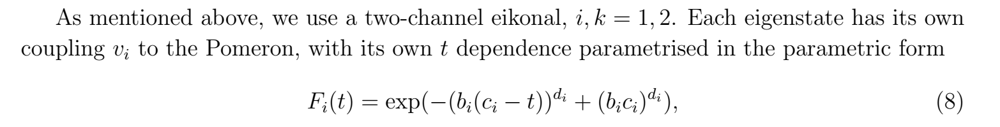 As mentioned above, we use a two-channel eikonal, i, k = 1, 2. Each eigenstate has its own
coupling v_i to the Pomeron, with its own t dependence parametrised in the parametric form
F_i(t) = exp(−(b_i(c_i − t))^{d_i} + (b_i c_i)^{d_i}), (8)